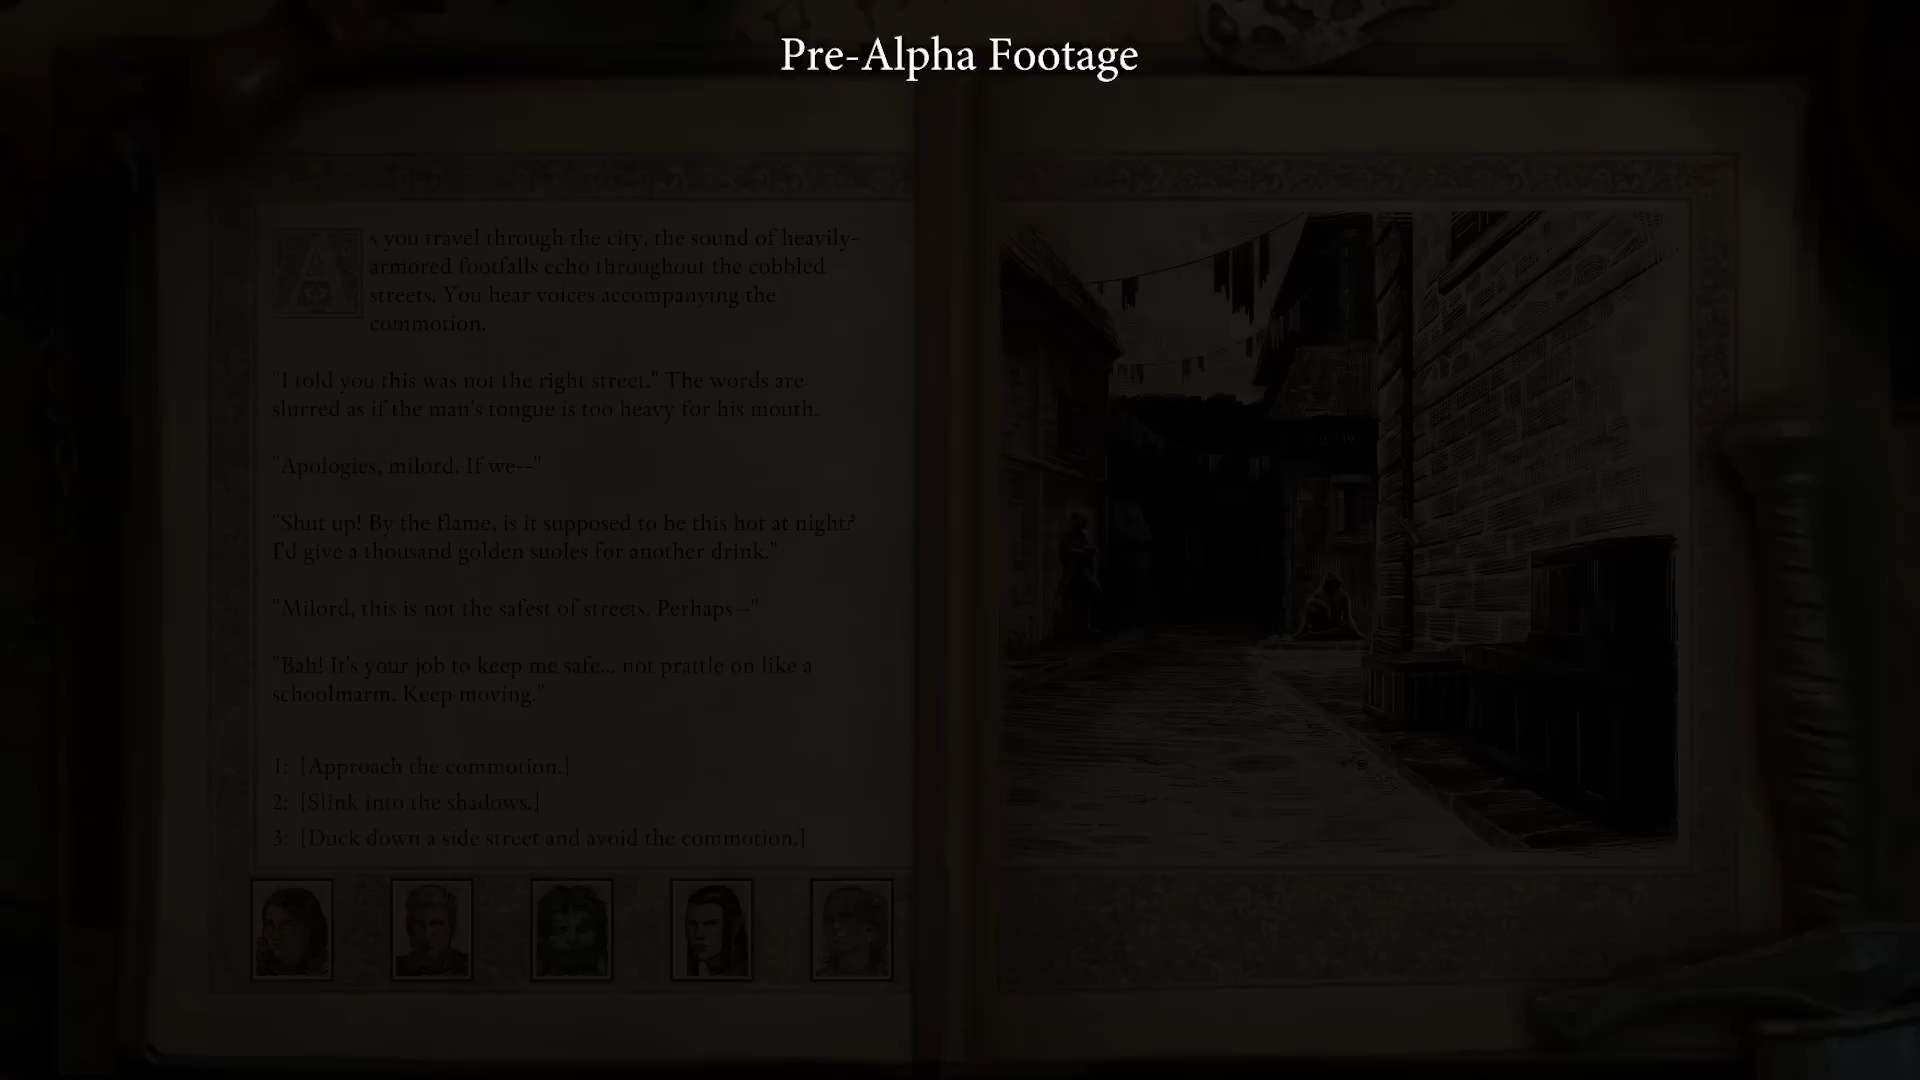 Pre-Alpha Footage
As you travel through the city, the sound of heavily-
armored footfalls echo throughout the cobbled
streets. You hear voices accompanying the
commotion.
"I told you this was not the right street." The words are
slurred as if the man's tongue is too heavy for his mouth.
"Apologies, milord. If we--"
"Shut up! By the flame, is it supposed to be this hot at night?
I'd give a thousand golden suoles for another drink."
"Milord, this is not the safest of streets. Perhaps--"
"Bah! It's your job to keep me safe... not prattle on like a
schoolmarm. Keep moving."
1: [Approach the commotion.]
2: [Slink into the shadows.]
3: [Duck down a side street and avoid the commotion.]